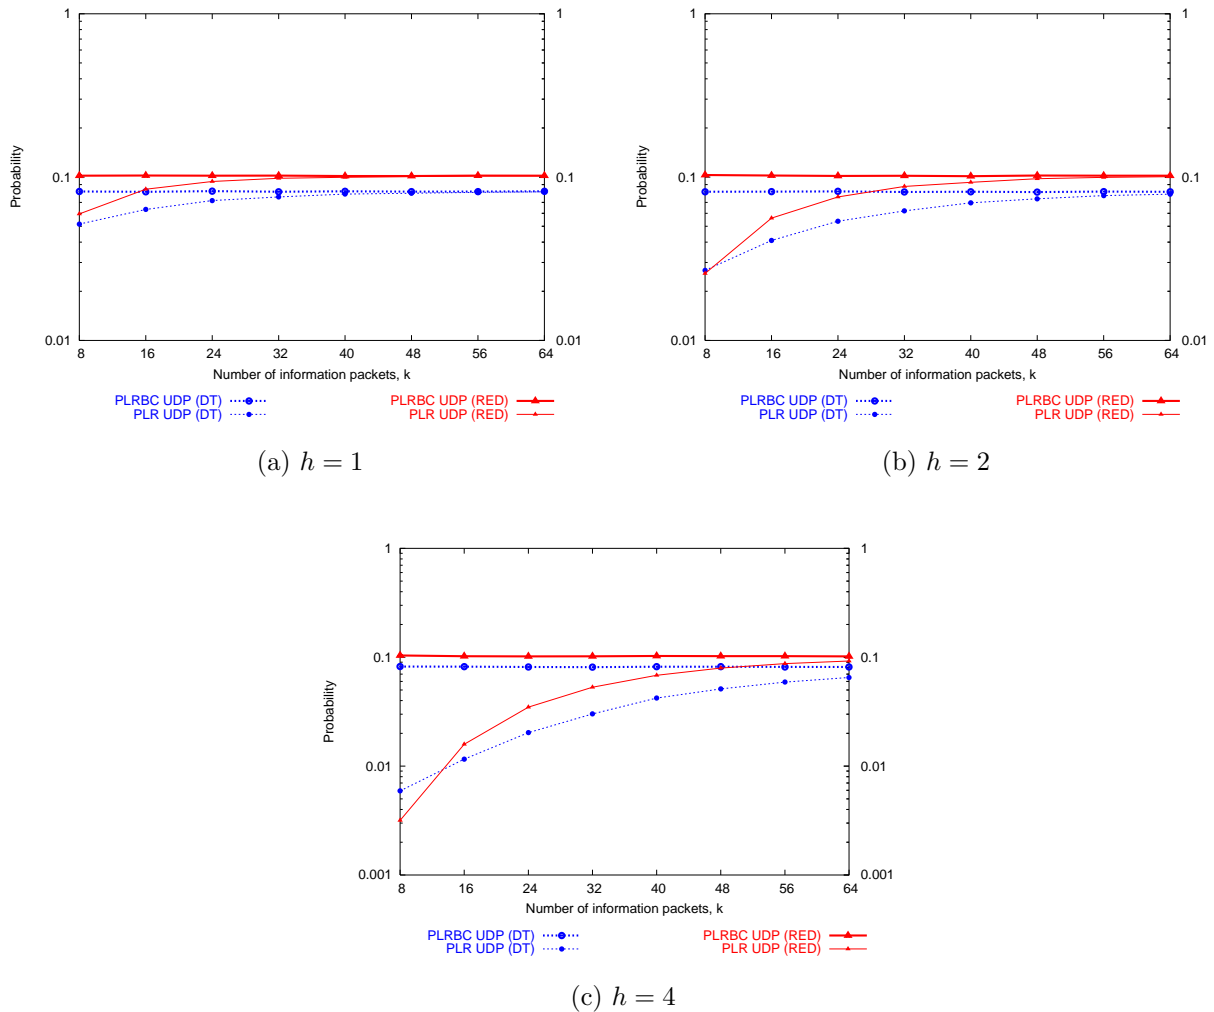 1 1
0.1 0.1
0.01 0.01
Probability
8 16 24 32 40 48 56 64
Number of information packets, k
PLRBC UDP (DT) PLRBC UDP (RED)
PLR UDP (DT) PLR UDP (RED)
(a) h = 1
1 1
0.1 0.1
0.01 0.01
Probability
8 16 24 32 40 48 56 64
Number of information packets, k
PLRBC UDP (DT) PLRBC UDP (RED)
PLR UDP (DT) PLR UDP (RED)
(b) h = 2
1 1
0.1 0.1
0.01 0.01
0.001 0.001
Probability
8 16 24 32 40 48 56 64
Number of information packets, k
PLRBC UDP (DT) PLRBC UDP (RED)
PLR UDP (DT) PLR UDP (RED)
(c) h = 4